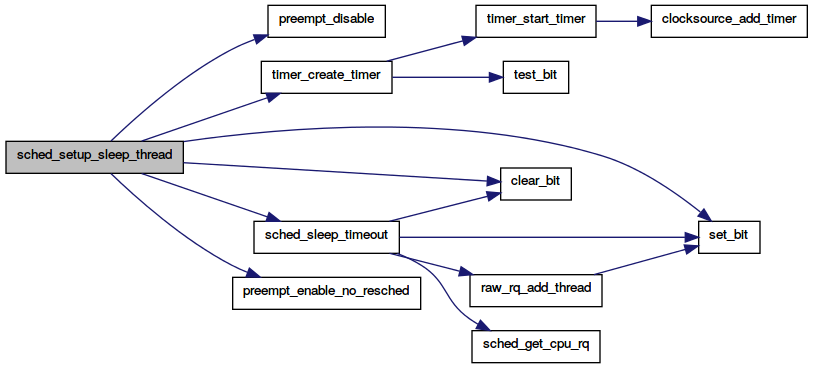 preempt_disable
timer_start_timer
clocksource_add_timer
timer_create_timer
test_bit
sched_setup_sleep_thread
clear_bit
sched_sleep_timeout
set_bit
preempt_enable_no_resched
raw_rq_add_thread
sched_get_cpu_rq